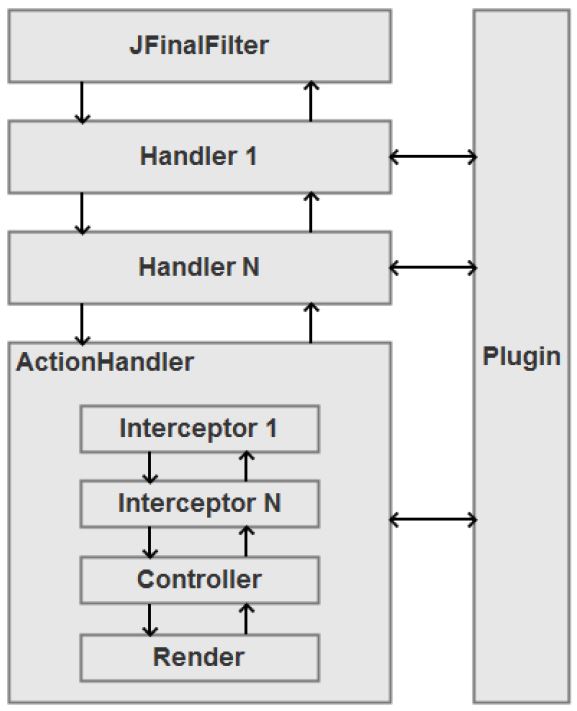 JFinalFilter
Handler 1
Handler N
ActionHandler
Interceptor 1
Interceptor N
Controller
Render
Plugin